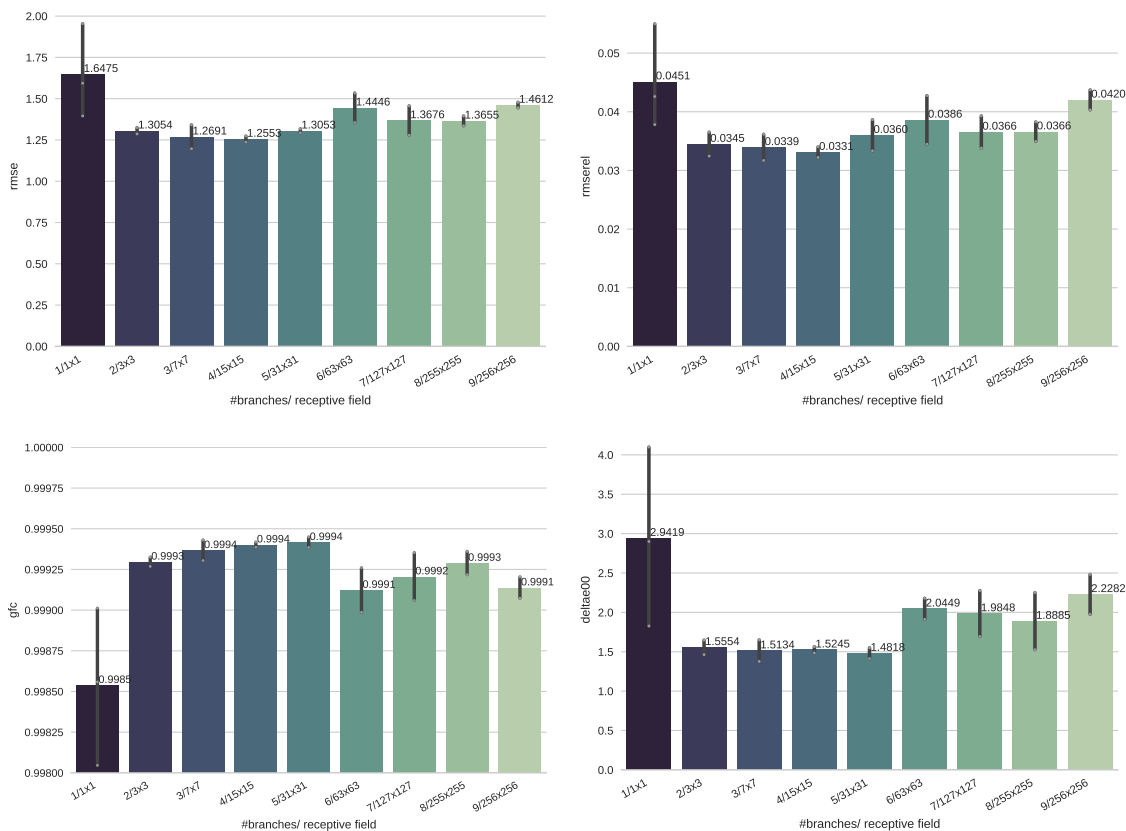 2.00
1.75
1.50
1.25
1.00
0.75
0.50
0.25
0.00
rmse
1.6475
1.3054
1.2691
1.2553
1.3053
1.4446
1.3676
1.3655
1.4612
1/1x1
2/3x3
3/7x7
4/15x15
5/31x31
6/63x63
7/127x127
8/255x255
9/256x256
#branches/ receptive field
0.05
0.04
0.03
0.02
0.01
0.00
rmserel
0.0451
0.0345
0.0339
0.0331
0.0360
0.0386
0.0366
0.0366
0.0420
1/1x1
2/3x3
3/7x7
4/15x15
5/31x31
6/63x63
7/127x127
8/255x255
9/256x256
#branches/ receptive field
1.00000
0.99975
0.99950
0.99925
0.99900
0.99875
0.99850
0.99825
0.99800
gfc
0.9985
0.9993
0.9994
0.9994
0.9994
0.9991
0.9992
0.9993
0.9991
1/1x1
2/3x3
3/7x7
4/15x15
5/31x31
6/63x63
7/127x127
8/255x255
9/256x256
#branches/ receptive field
4.0
3.5
3.0
2.5
2.0
1.5
1.0
0.5
0.0
deltae00
2.9419
1.5554
1.5134
1.5245
1.4818
2.0449
1.9848
1.8885
2.2282
1/1x1
2/3x3
3/7x7
4/15x15
5/31x31
6/63x63
7/127x127
8/255x255
9/256x256
#branches/ receptive field